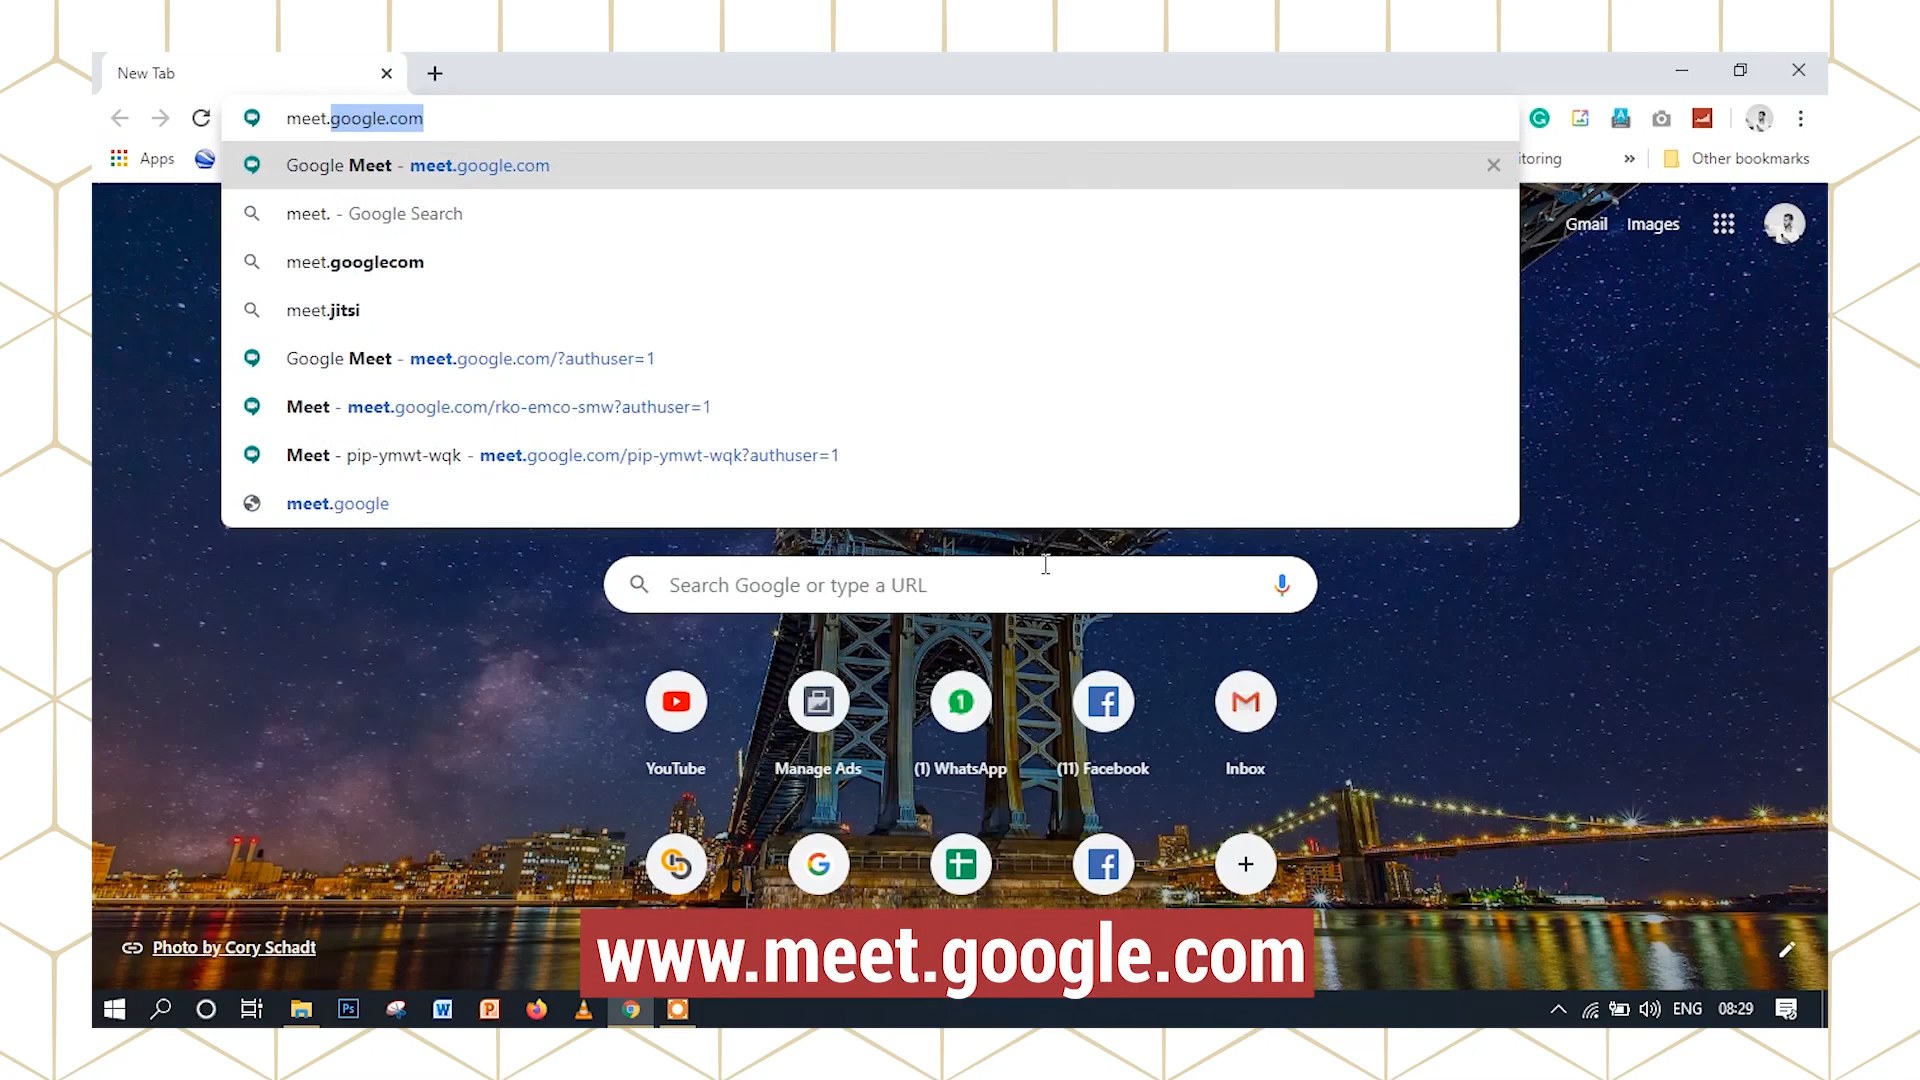 New Tab
meet.google.com
Apps
itoring
»
Other bookmarks
Google Meet - meet.google.com
meet. - Google Search
meet.googlecom
meet.jitsi
Google Meet - meet.google.com/?authuser=1
Meet - meet.google.com/rko-emco-smw?authuser=1
Meet - pip-ymwt-wqk - meet.google.com/pip-ymwt-wqk?authuser=1
meet.google
Gmail
Images
Search Google or type a URL
YouTube
Manage Ads
(1) WhatsApp
(11) Facebook
Inbox
Photo by Cory Schadt
www.meet.google.com
ENG
08:29